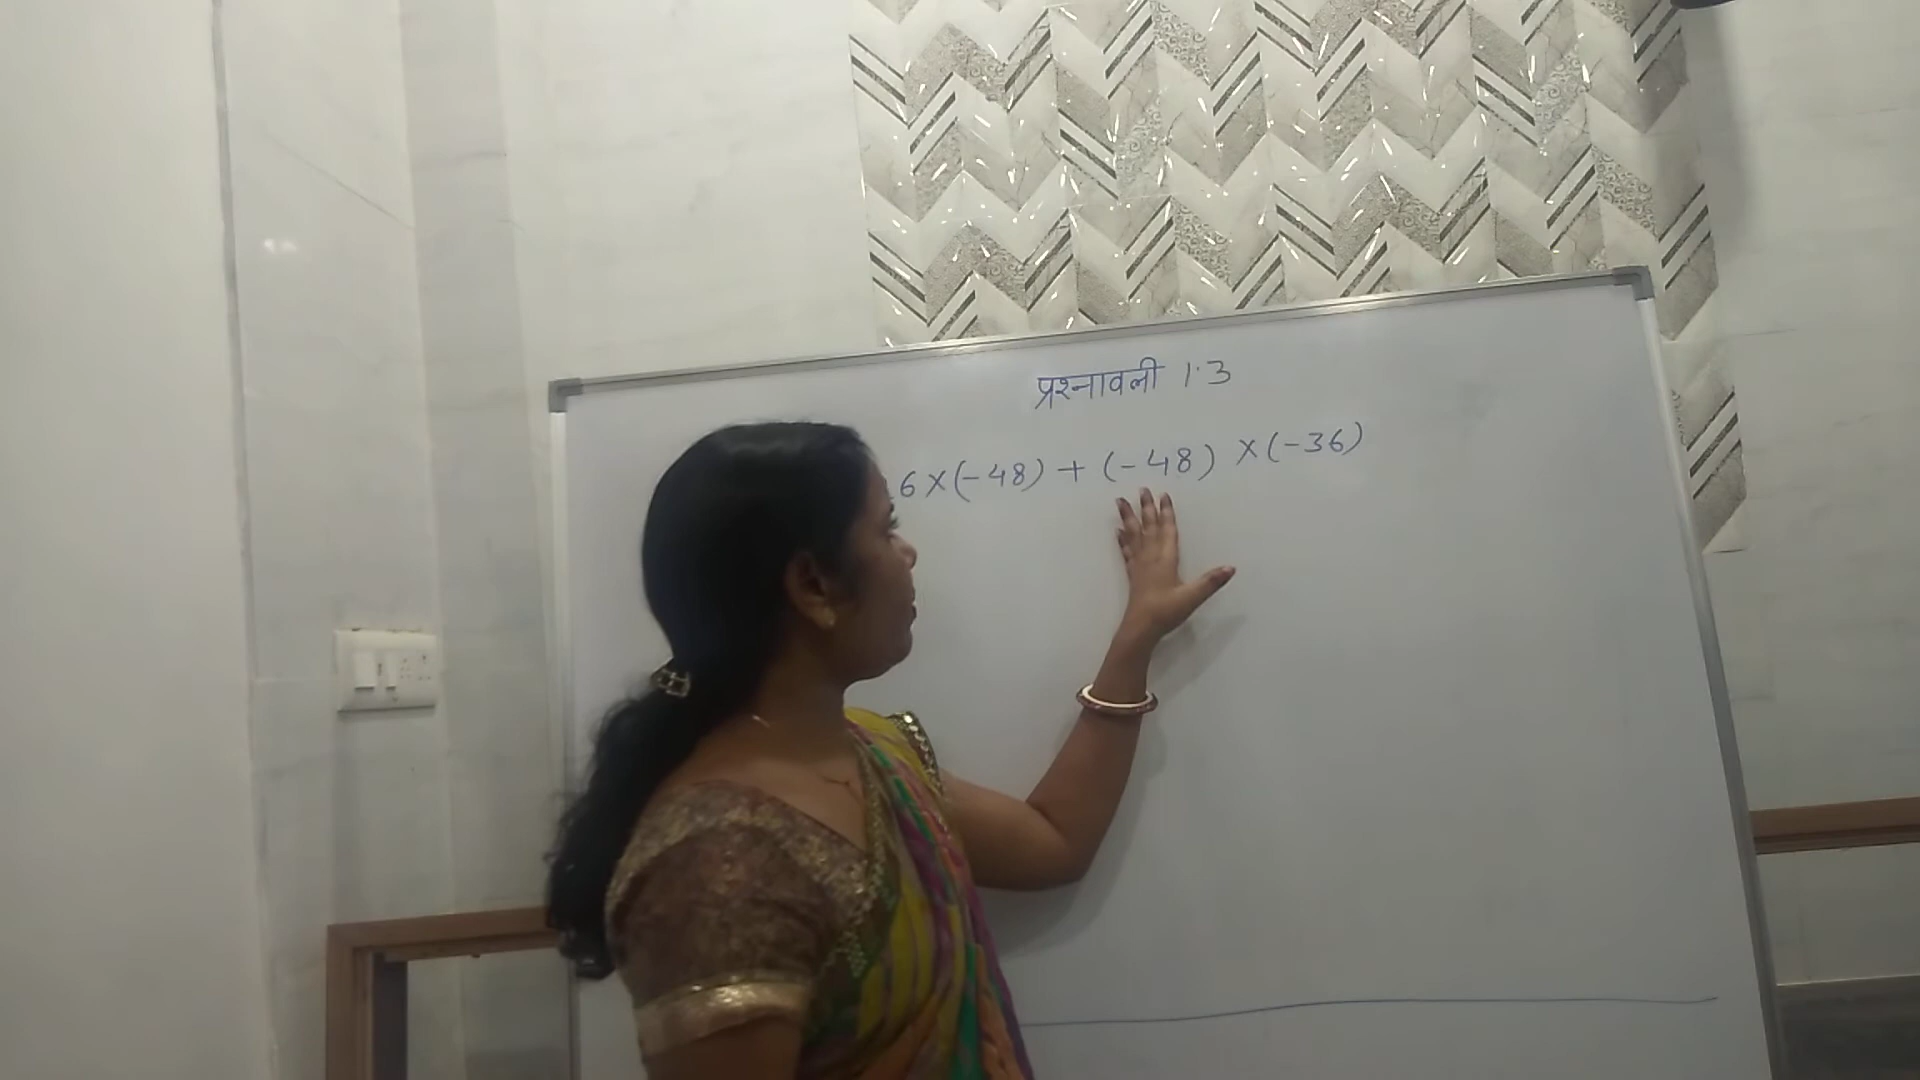 प्रश्नावली 1.3
6 × (-48) + (-48) × (-36)